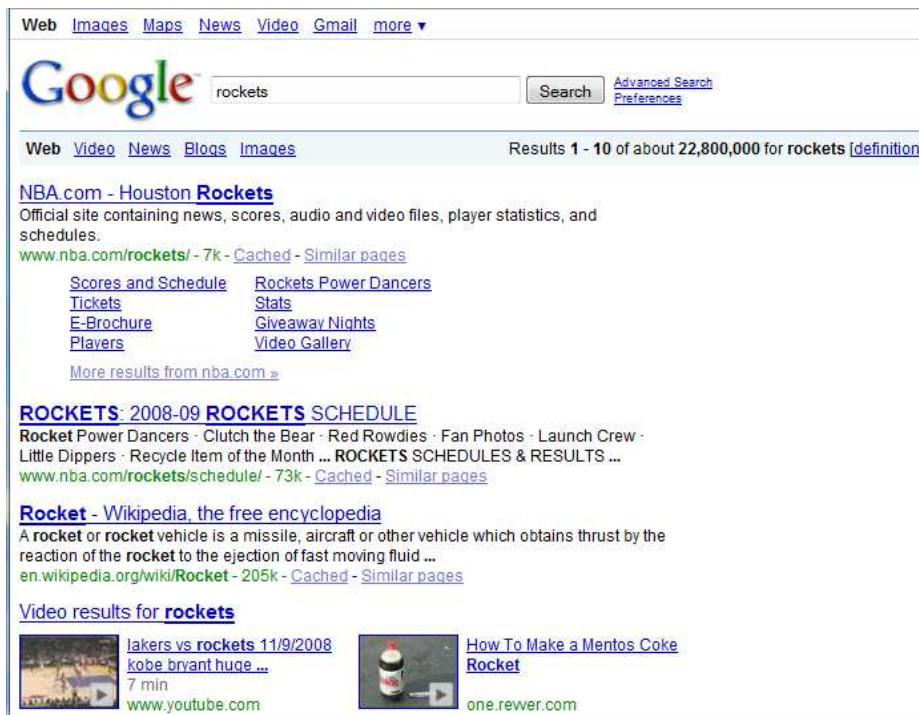 Web Images Maps News Video Gmail more ▼
Google rockets Search Advanced Search
Preferences
Web Video News Blogs Images Results 1 - 10 of about 22,800,000 for rockets [definition
NBA.com - Houston Rockets
Official site containing news, scores, audio and video files, player statistics, and
schedules.
www.nba.com/rockets/ - 7k - Cached - Similar pages
Scores and Schedule Rockets Power Dancers
Tickets Stats
E-Brochure Giveaway Nights
Players Video Gallery
More results from nba.com »
ROCKETS: 2008-09 ROCKETS SCHEDULE
Rocket Power Dancers · Clutch the Bear · Red Rowdies · Fan Photos · Launch Crew ·
Little Dippers · Recycle Item of the Month ... ROCKETS SCHEDULES & RESULTS ...
www.nba.com/rockets/schedule/ - 73k - Cached - Similar pages
Rocket - Wikipedia, the free encyclopedia
A rocket or rocket vehicle is a missile, aircraft or other vehicle which obtains thrust by the
reaction of the rocket to the ejection of fast moving fluid ...
en.wikipedia.org/wiki/Rocket - 205k - Cached - Similar pages
Video results for rockets
lakers vs rockets 11/9/2008
kobe bryant huge ...
7 min
www.youtube.com
How To Make a Mentos Coke
Rocket
one.revver.com